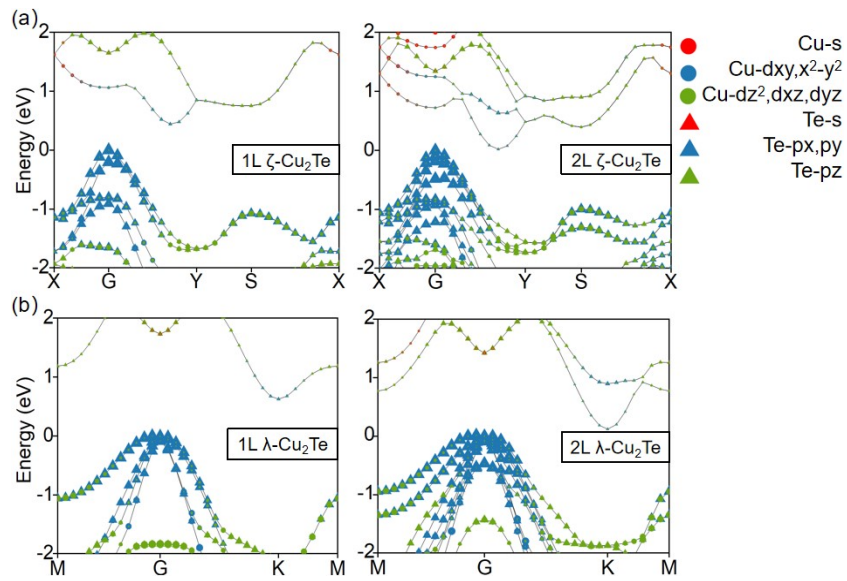 (a)
2
1
0
-1
-2
Energy (eV)
1L ζ-Cu₂Te
X G Y S X
2
1
0
-1
-2
2L ζ-Cu₂Te
X G Y S X
Cu-s
Cu-dxy,x²-y²
Cu-dz²,dxz,dyz
Te-s
Te-px,py
Te-pz
(b)
2
1
0
-1
-2
Energy (eV)
1L λ-Cu₂Te
M G K M
2
1
0
-1
-2
2L λ-Cu₂Te
M G K M